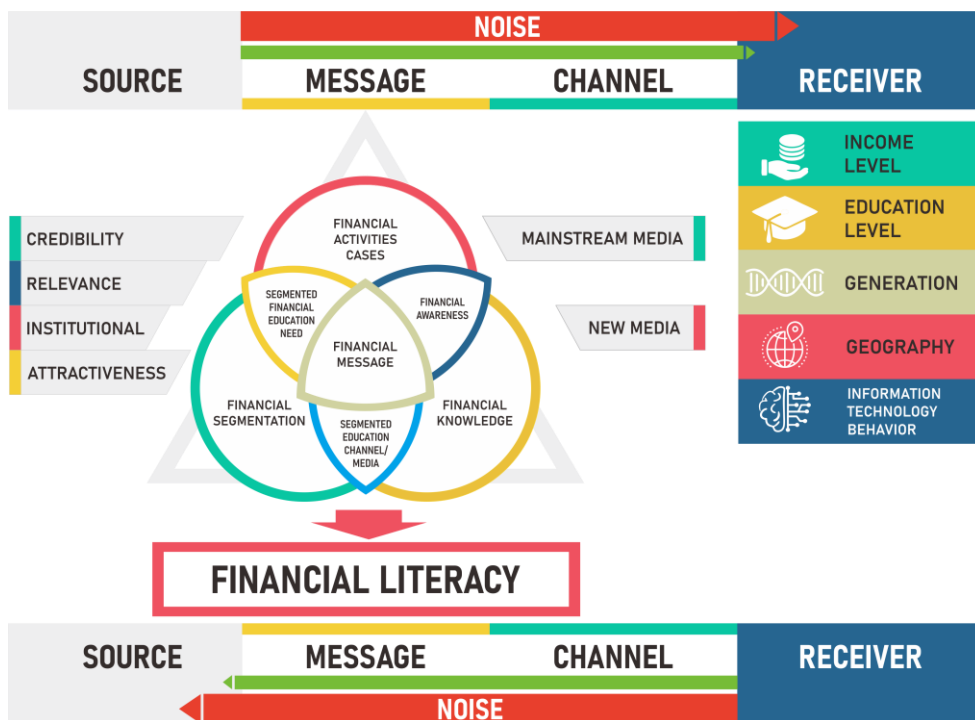 NOISE
SOURCE
MESSAGE
CHANNEL
RECEIVER
CREDIBILITY
RELEVANCE
INSTITUTIONAL
ATTRACTIVENESS
FINANCIAL
ACTIVITIES
CASES
SEGMENTED
FINANCIAL
EDUCATION
NEED
FINANCIAL
AWARENESS
FINANCIAL
MESSAGE
FINANCIAL
SEGMENTATION
FINANCIAL
KNOWLEDGE
SEGMENTED
EDUCATION
CHANNEL/
MEDIA
MAINSTREAM MEDIA
NEW MEDIA
INCOME
LEVEL
EDUCATION
LEVEL
GENERATION
GEOGRAPHY
INFORMATION
TECHNOLOGY
BEHAVIOR
FINANCIAL LITERACY
SOURCE
MESSAGE
CHANNEL
RECEIVER
NOISE